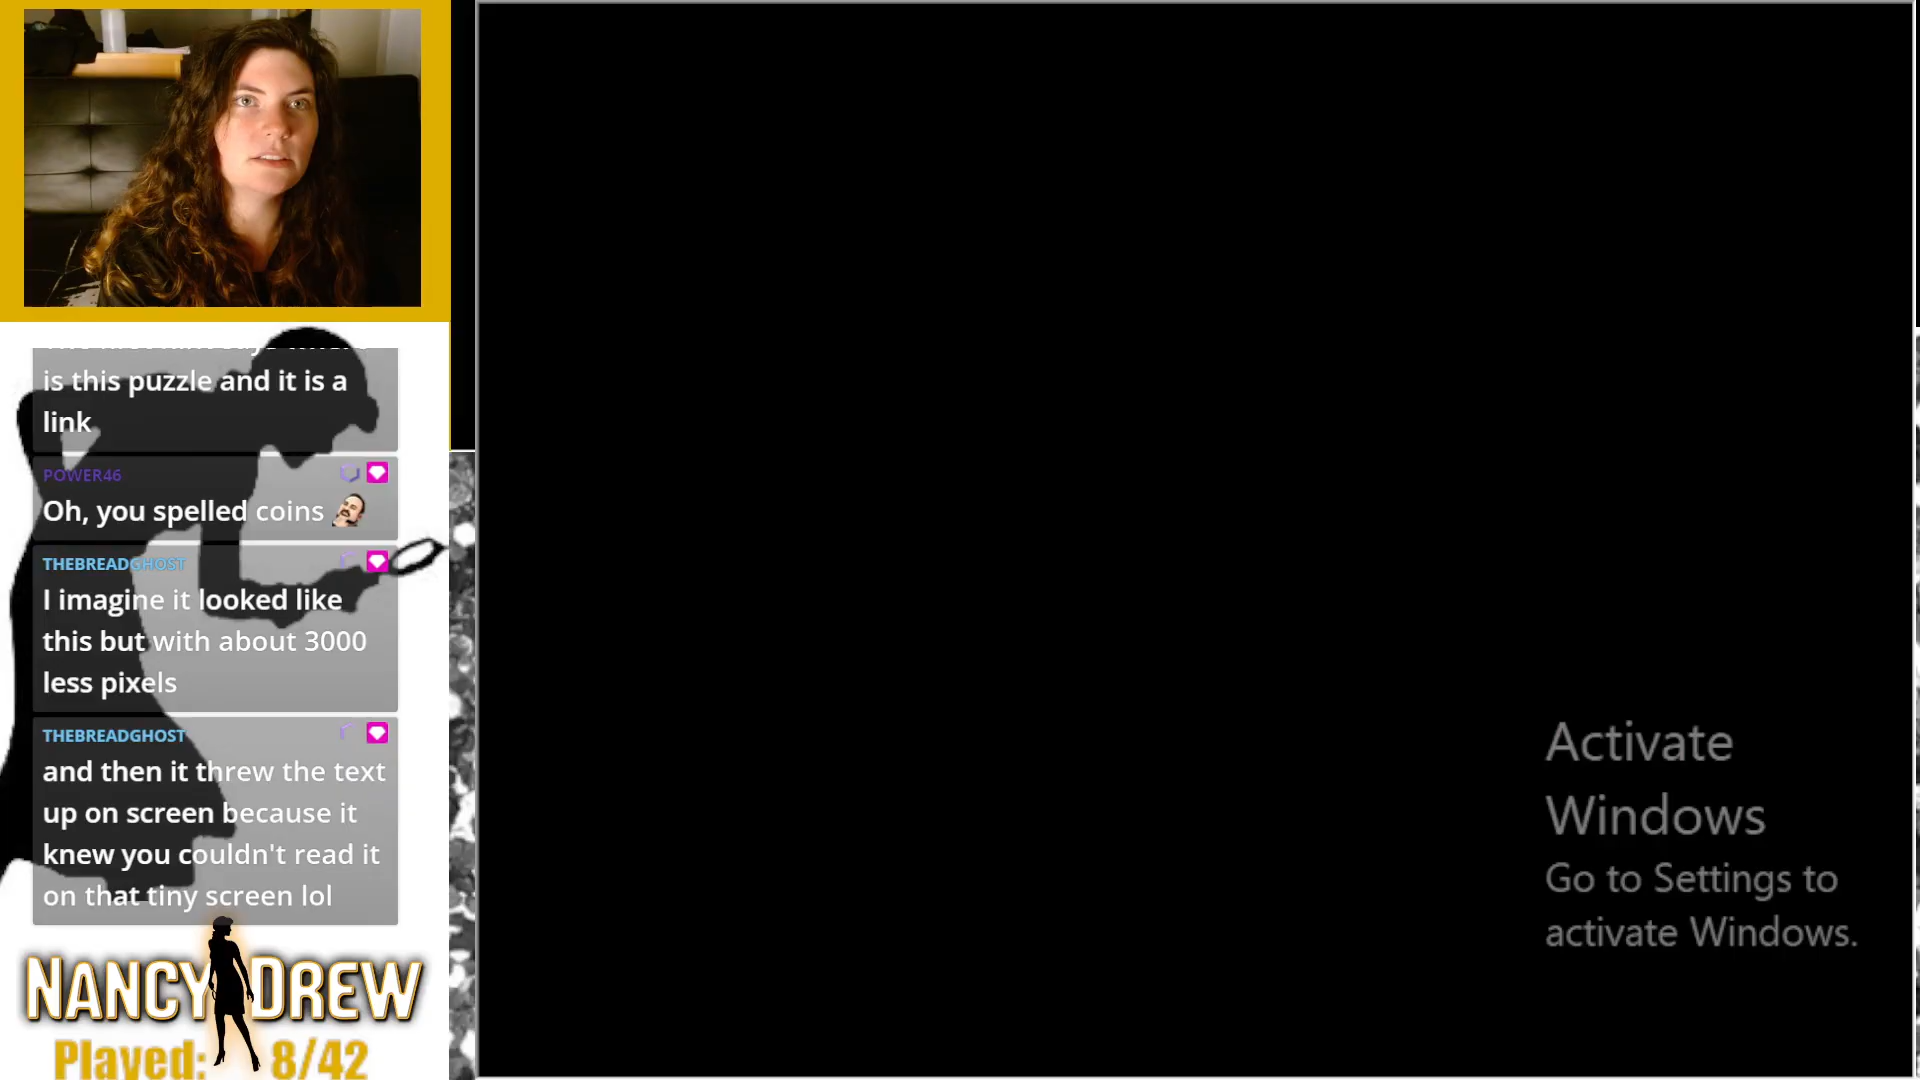 is this puzzle and it is a
link
POWER46
Oh, you spelled coins
THEBREADGHOST
I imagine it looked like
this but with about 3000
less pixels
THEBREADGHOST
and then it threw the text
up on screen because it
knew you couldn't read it
on that tiny screen lol
NANCY DREW
Played: 8/42
Activate
Windows
Go to Settings to
activate Windows.